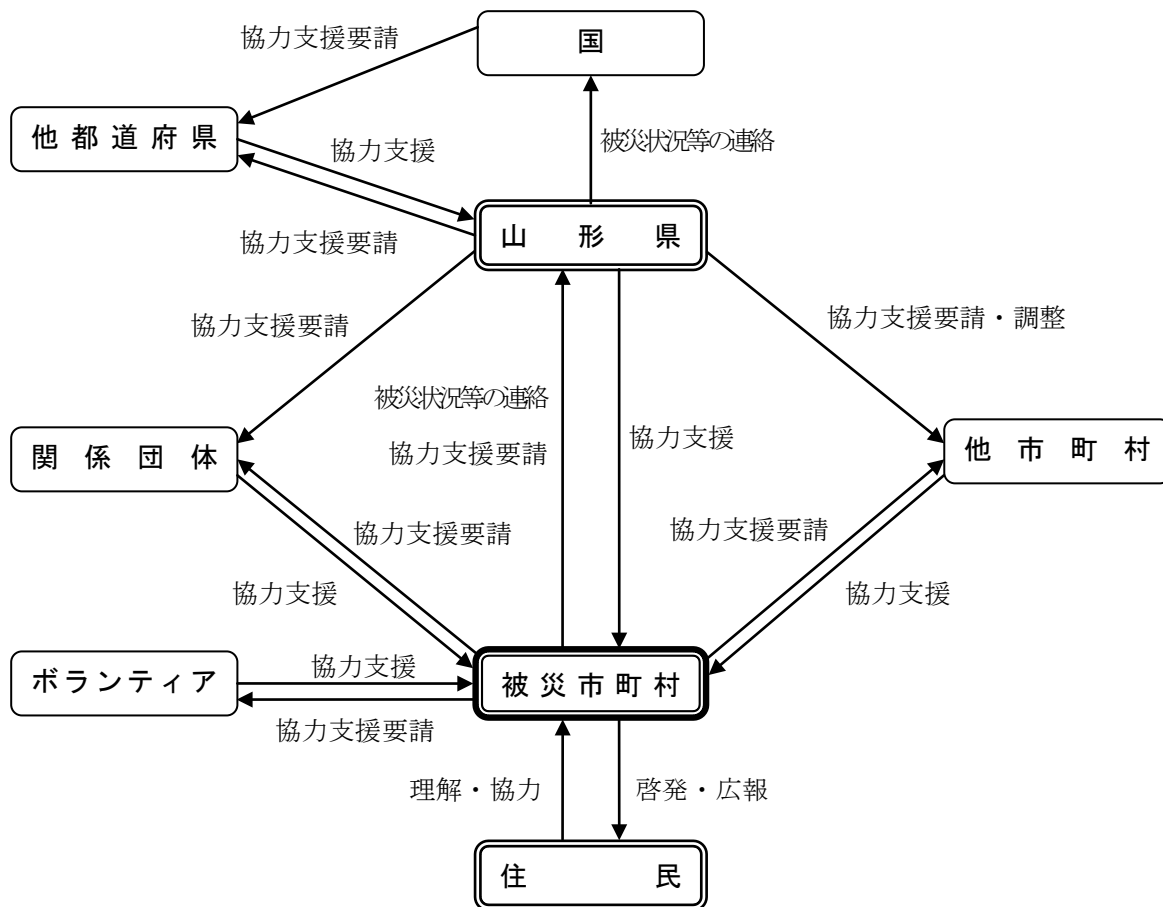 協力支援要請
国
他都道府県
協力支援
被災状況等の連絡
協力支援要請
山形県
協力支援要請
協力支援要請・調整
被災状況等の連絡
協力支援要請
協力支援
関係団体
他市町村
協力支援要請
協力支援要請
協力支援
協力支援
ボランティア
協力支援
被災市町村
協力支援要請
理解・協力
啓発・広報
住民